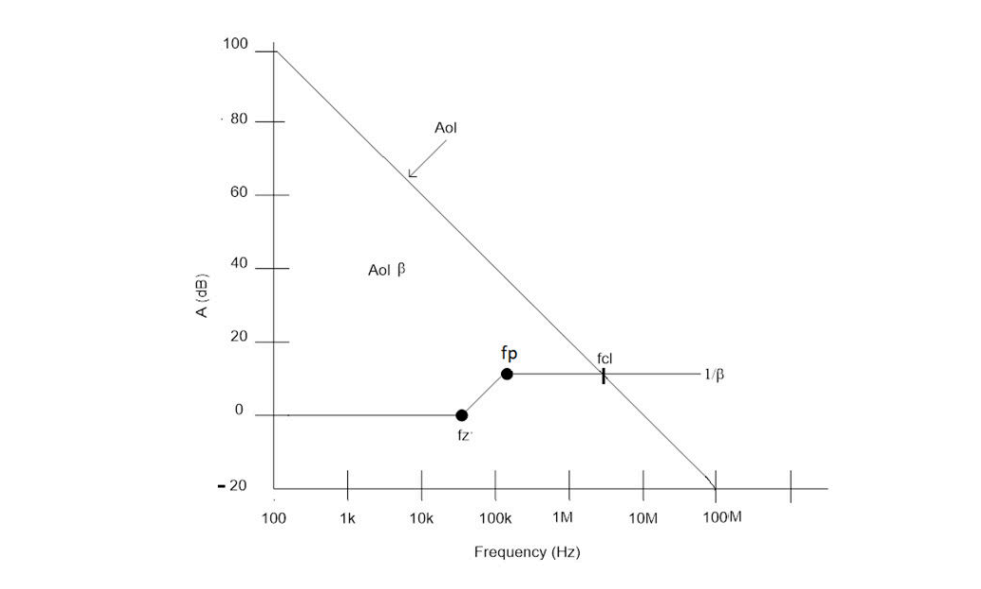 100
80
60
40
20
0
- 20
A (dB)
Aol
Aol β
fp
fz
fcl
1/β
100
1k
10k
100k
1M
10M
100M
Frequency (Hz)